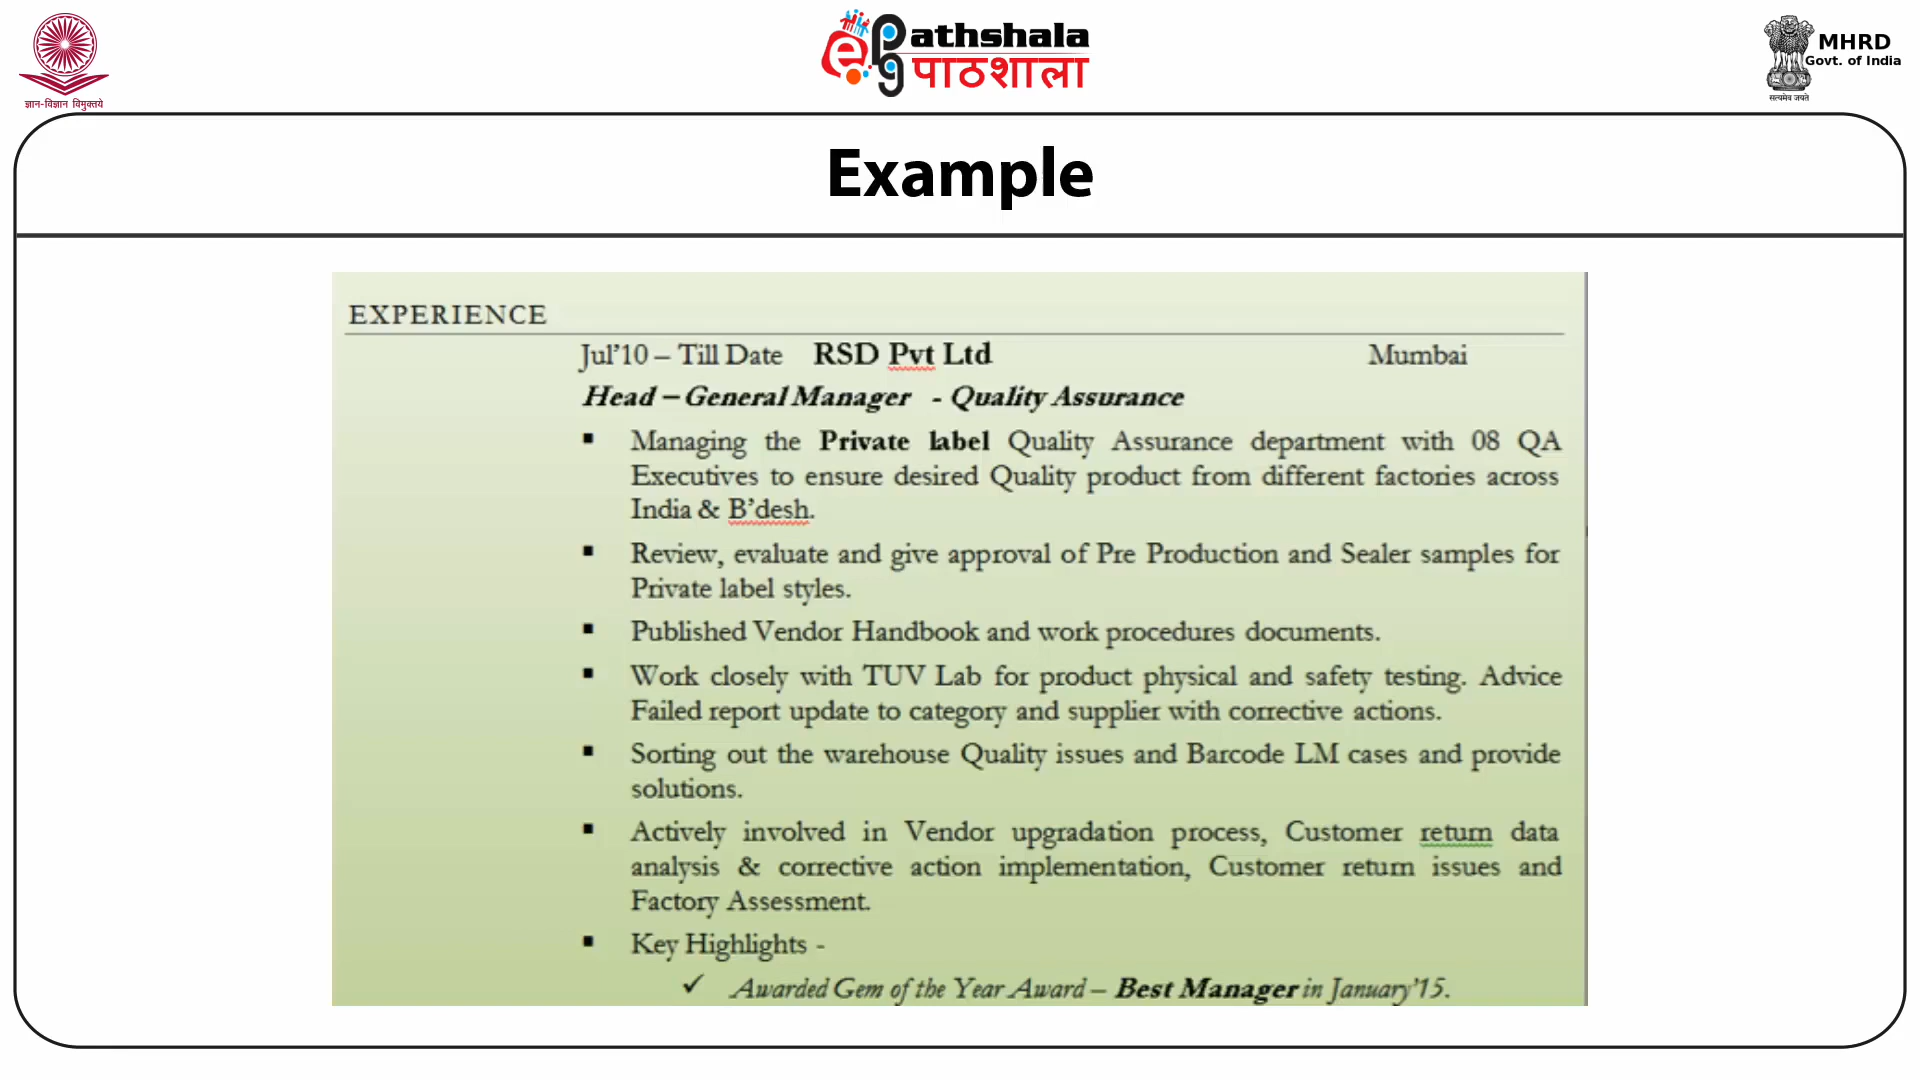 ज्ञान-विज्ञान विमुक्तये
ePathshala
पाठशाला
MHRD
Govt. of India
सत्यमेव जयते
Example
EXPERIENCE
Jul’10 – Till Date RSD Pvt Ltd Mumbai
Head – General Manager - Quality Assurance
▪ Managing the Private label Quality Assurance department with 08 QA
Executives to ensure desired Quality product from different factories across
India & B’desh.
▪ Review, evaluate and give approval of Pre Production and Sealer samples for
Private label styles.
▪ Published Vendor Handbook and work procedures documents.
▪ Work closely with TUV Lab for product physical and safety testing. Advice
Failed report update to category and supplier with corrective actions.
▪ Sorting out the warehouse Quality issues and Barcode LM cases and provide
solutions.
▪ Actively involved in Vendor upgradation process, Customer return data
analysis & corrective action implementation, Customer return issues and
Factory Assessment.
▪ Key Highlights -
✓ Awarded Gem of the Year Award – Best Manager in January’15.